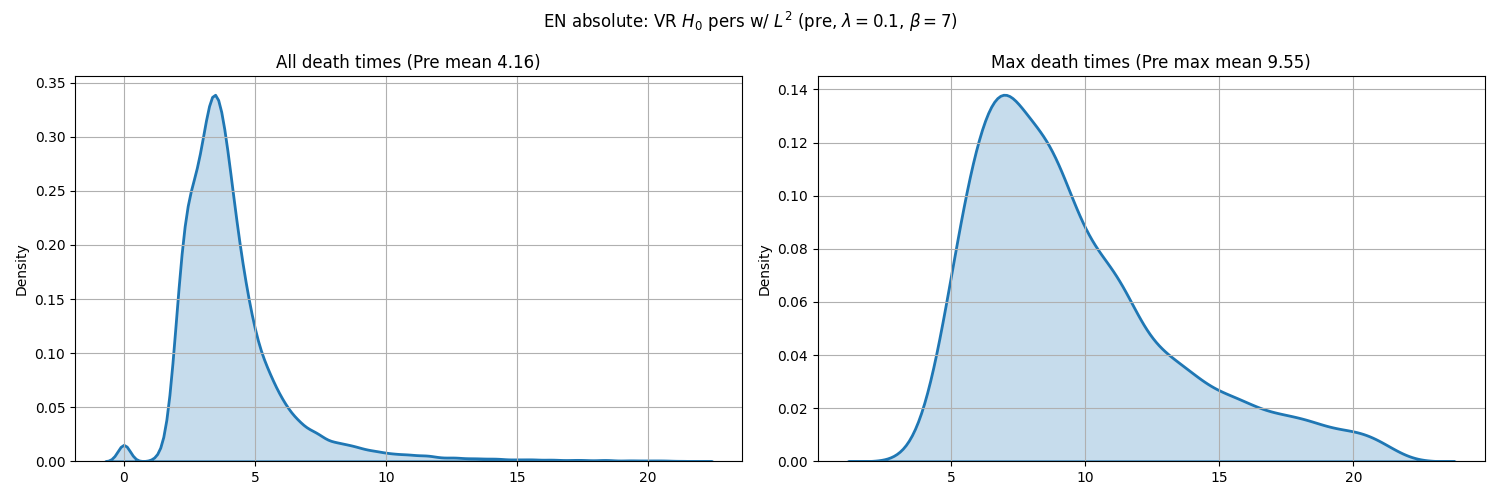 EN absolute: VR $H_0$ pers w/ $L^2$ (pre, $\lambda = 0.1$, $\beta = 7$)
All death times (Pre mean 4.16)
Density
0.35
0.30
0.25
0.20
0.15
0.10
0.05
0.00
0 5 10 15 20
Max death times (Pre max mean 9.55)
Density
0.14
0.12
0.10
0.08
0.06
0.04
0.02
0.00
5 10 15 20